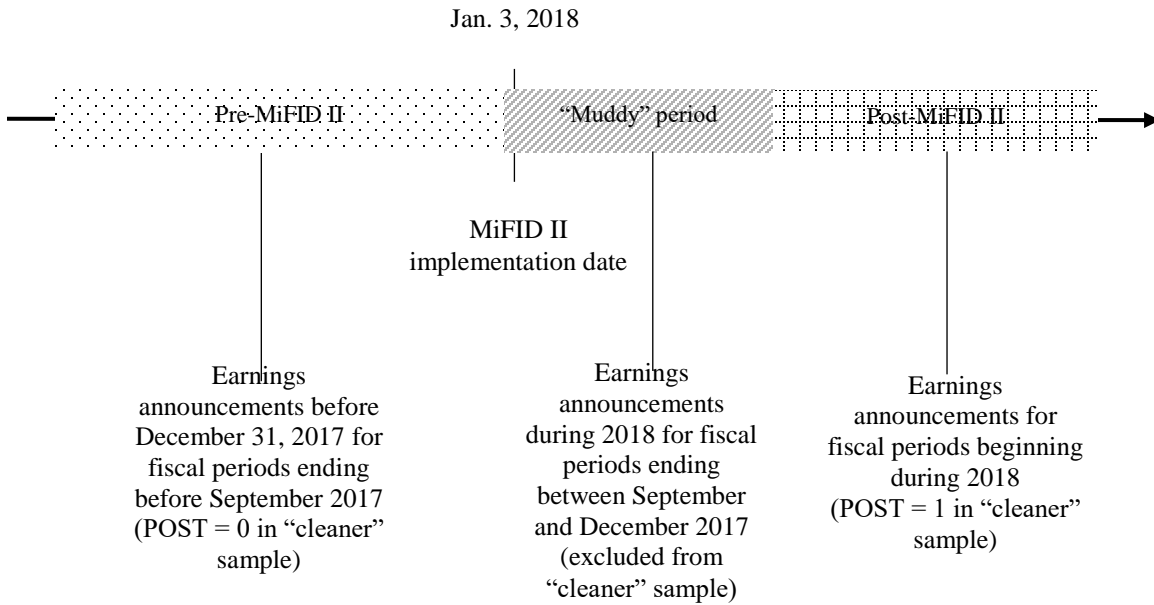 Jan. 3, 2018
Pre-MiFID II
“Muddy” period
Post-MiFID II
MiFID II
implementation date
Earnings
announcements before
December 31, 2017 for
fiscal periods ending
before September 2017
(POST = 0 in “cleaner”
sample)
Earnings
announcements
during 2018 for fiscal
periods ending
between September
and December 2017
(excluded from
“cleaner” sample)
Earnings
announcements for
fiscal periods beginning
during 2018
(POST = 1 in “cleaner”
sample)